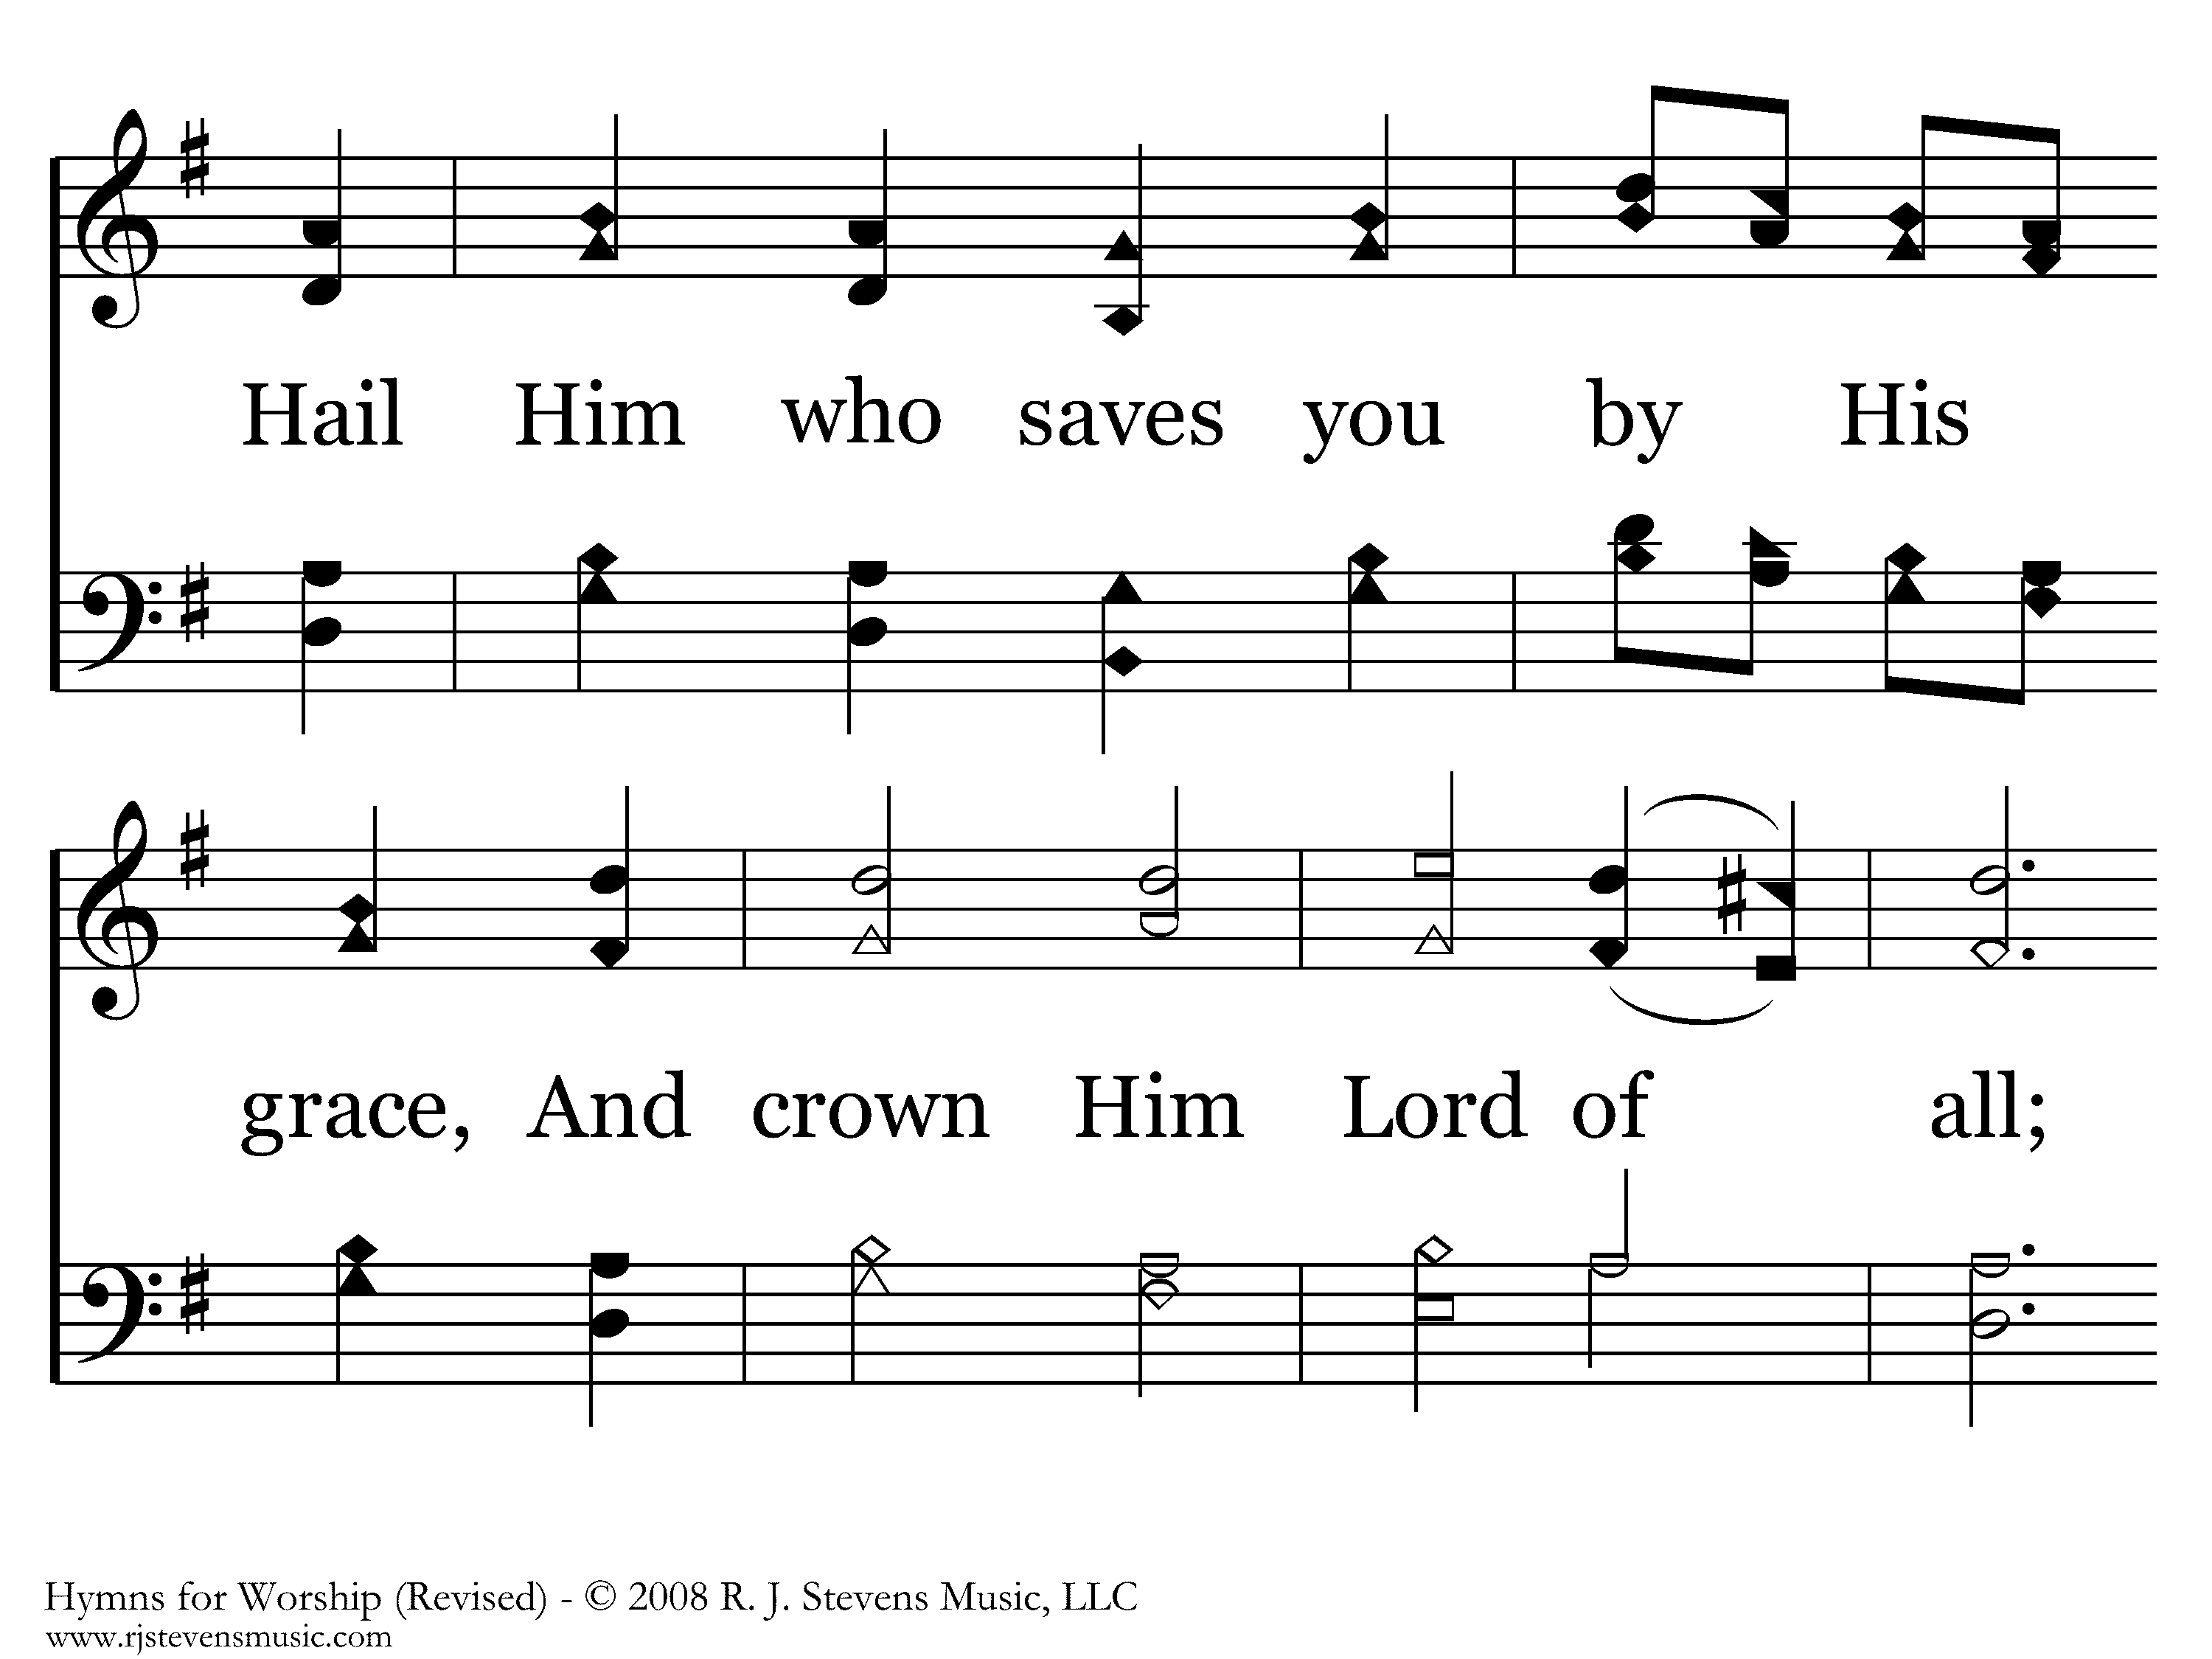 Hail Him who saves you by His
grace, And crown Him Lord of all;
Hymns for Worship (Revised) - © 2008 R. J. Stevens Music, LLC
www.rjstevensmusic.com